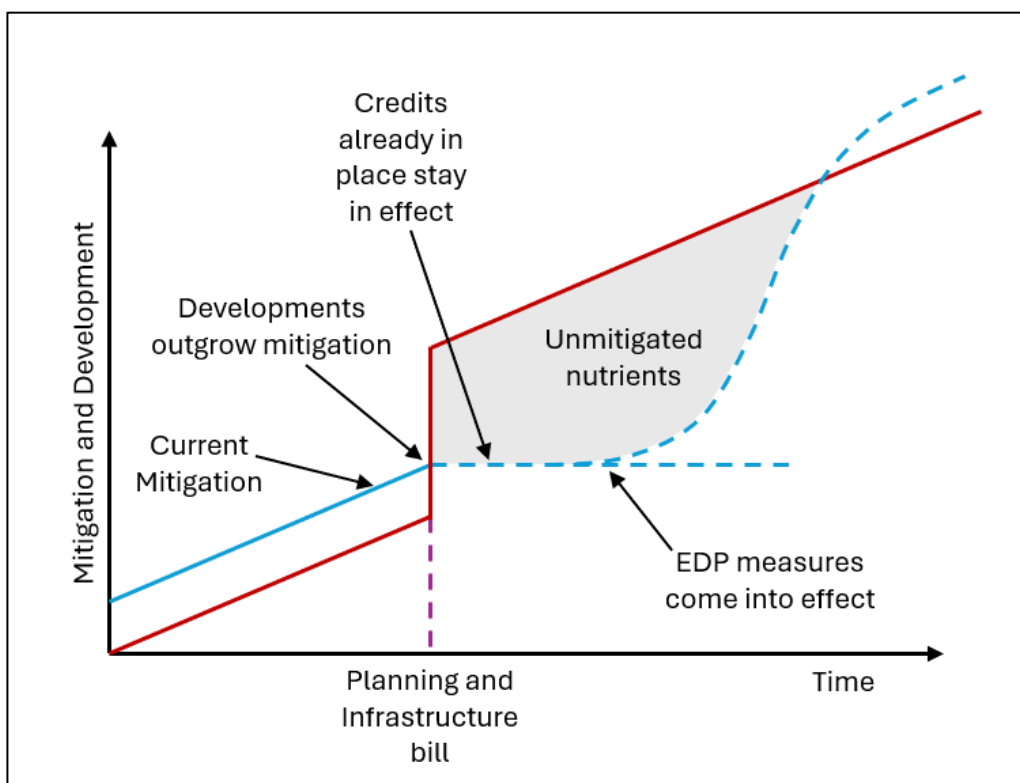 Credits
already in
place stay
in effect
Developments
outgrow mitigation
Unmitigated
nutrients
Current
Mitigation
EDP measures
come into effect
Mitigation and Development
Planning and
Infrastructure
bill
Time